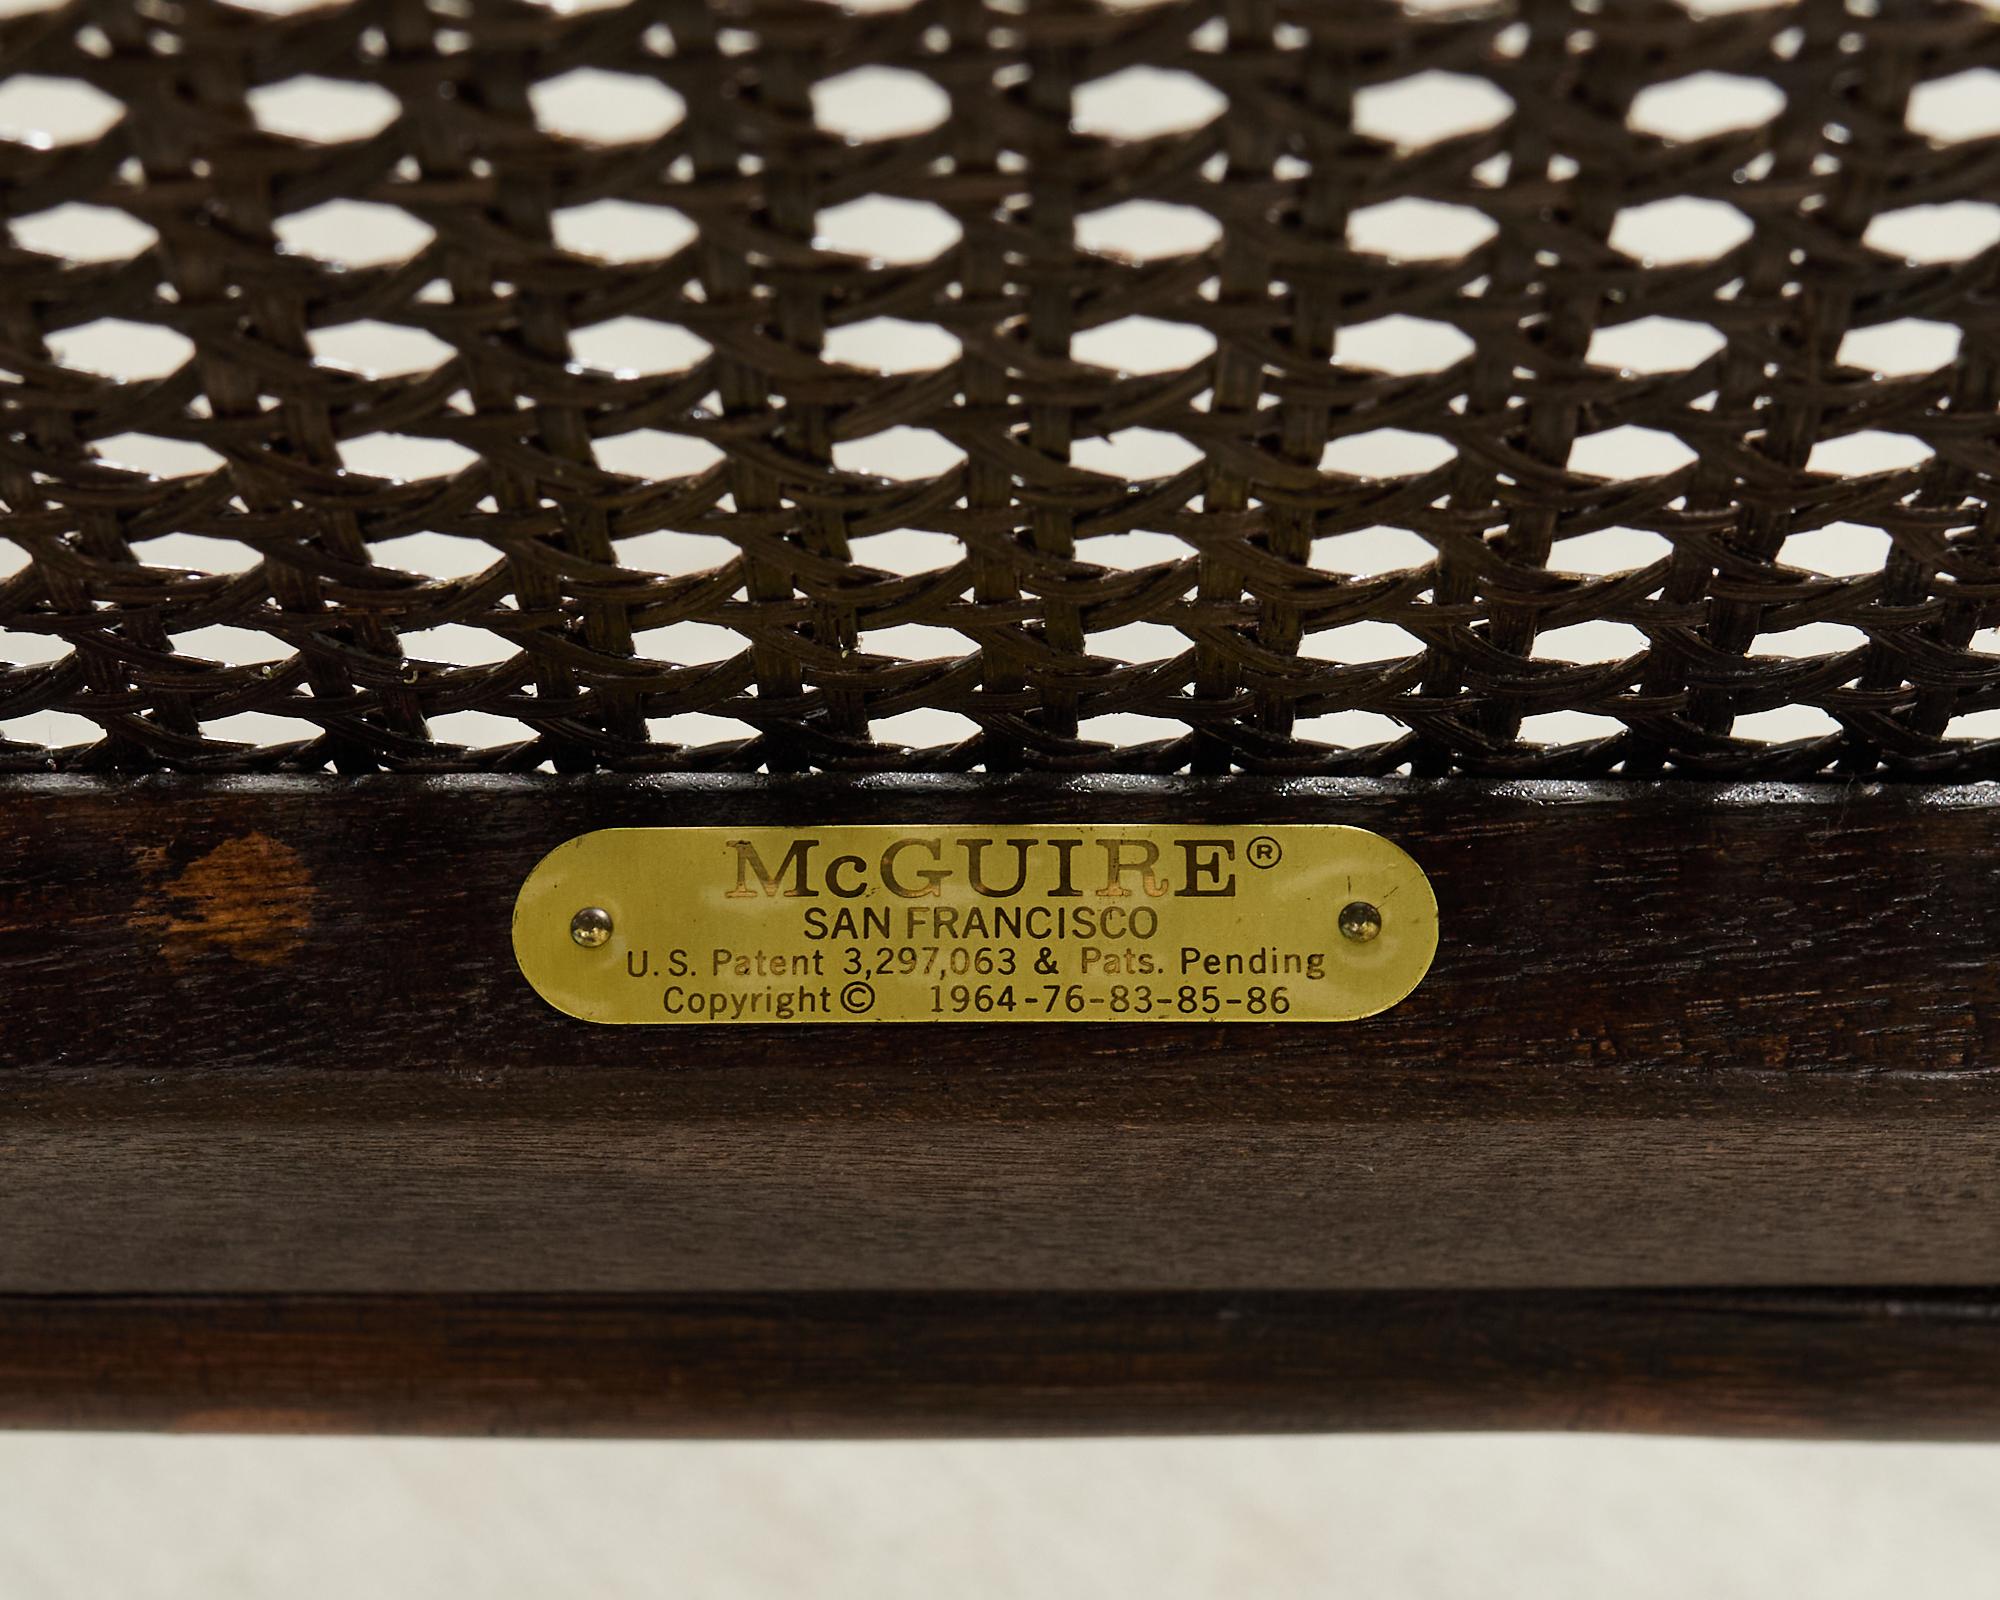 McGUIRE®
SAN FRANCISCO
U.S. Patent 3,297,063 & Pats. Pending
Copyright © 1964-76-83-85-86